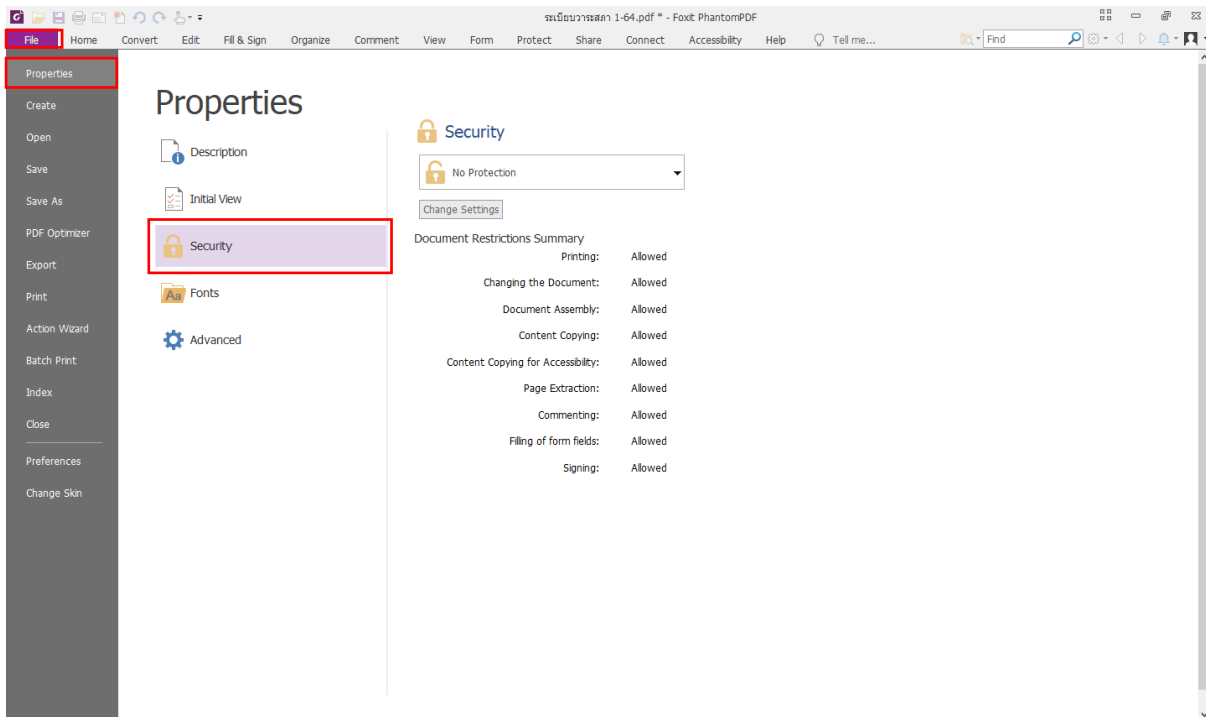 ระเบียบวาระสภา 1-64.pdf * - Foxit PhantomPDF
File Home Convert Edit Fill & Sign Organize Comment View Form Protect Share Connect Accessibility Help Tell me... Find
Properties
Create
Open
Save
Save As
PDF Optimizer
Export
Print
Action Wizard
Batch Print
Index
Close
Preferences
Change Skin
Properties
Description
Initial View
Security
Fonts
Advanced
Security
No Protection
Change Settings
Document Restrictions Summary
Printing: Allowed
Changing the Document: Allowed
Document Assembly: Allowed
Content Copying: Allowed
Content Copying for Accessibility: Allowed
Page Extraction: Allowed
Commenting: Allowed
Filling of form fields: Allowed
Signing: Allowed